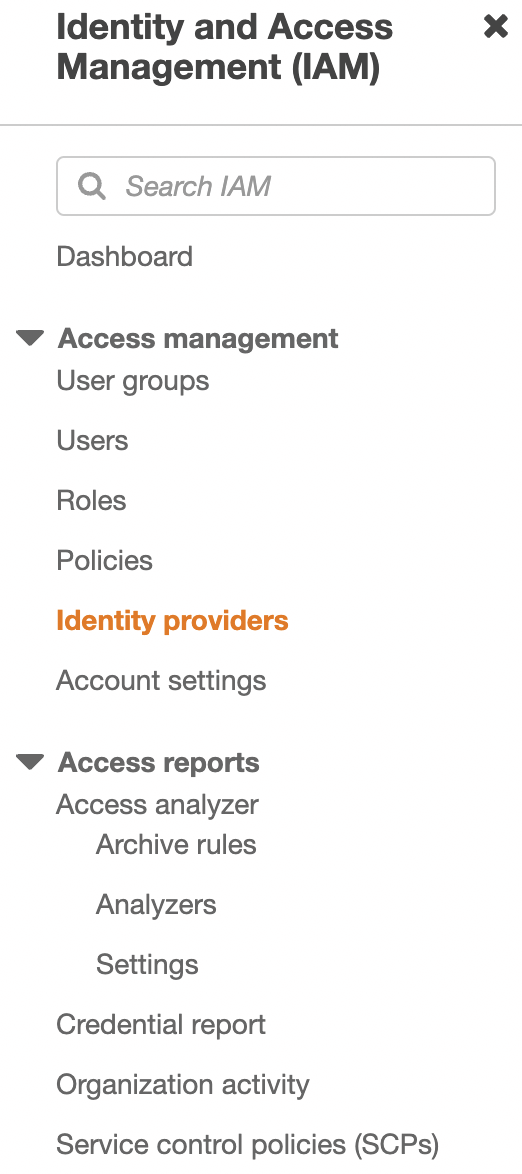 Identity and Access
Management (IAM)
Search IAM
Dashboard
Access management
User groups
Users
Roles
Policies
Identity providers
Account settings
Access reports
Access analyzer
Archive rules
Analyzers
Settings
Credential report
Organization activity
Service control policies (SCPs)